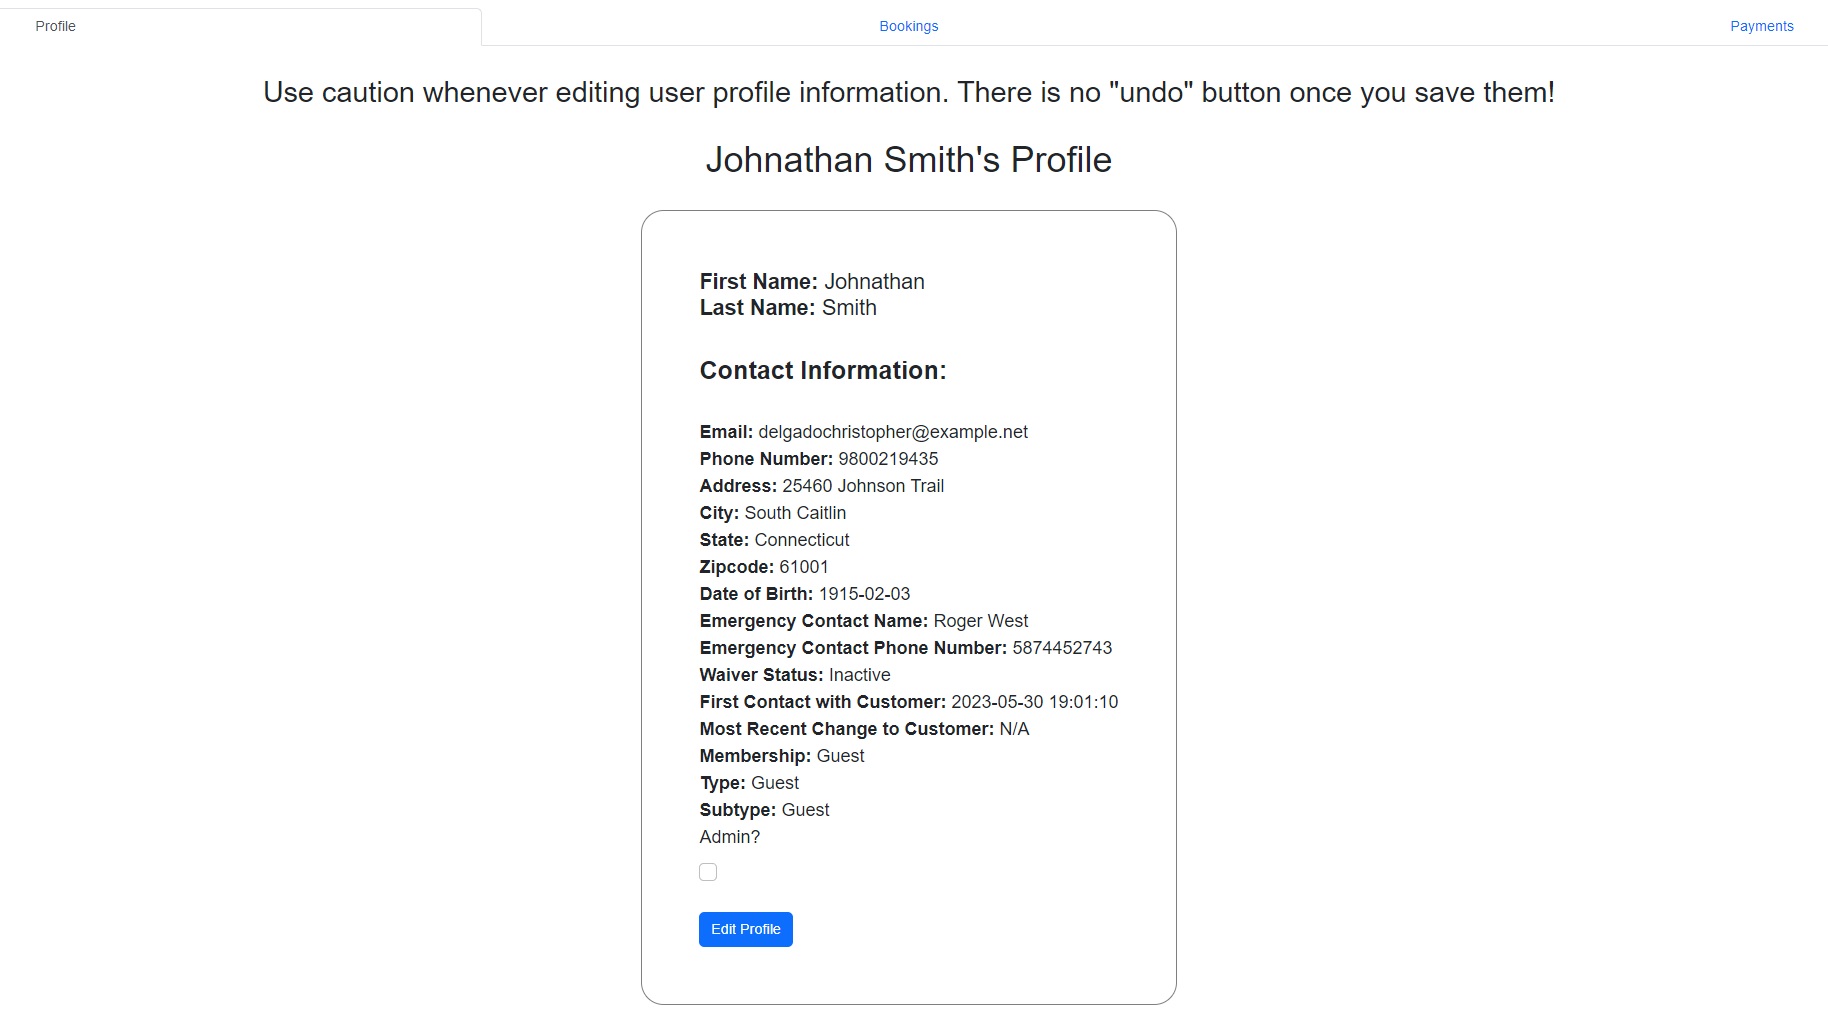 Profile
Bookings
Payments
Use caution whenever editing user profile information. There is no "undo" button once you save them!
Johnathan Smith's Profile
First Name: Johnathan
Last Name: Smith
Contact Information:
Email: delgadochristopher@example.net
Phone Number: 9800219435
Address: 25460 Johnson Trail
City: South Caitlin
State: Connecticut
Zipcode: 61001
Date of Birth: 1915-02-03
Emergency Contact Name: Roger West
Emergency Contact Phone Number: 5874452743
Waiver Status: Inactive
First Contact with Customer: 2023-05-30 19:01:10
Most Recent Change to Customer: N/A
Membership: Guest
Type: Guest
Subtype: Guest
Admin?
Edit Profile